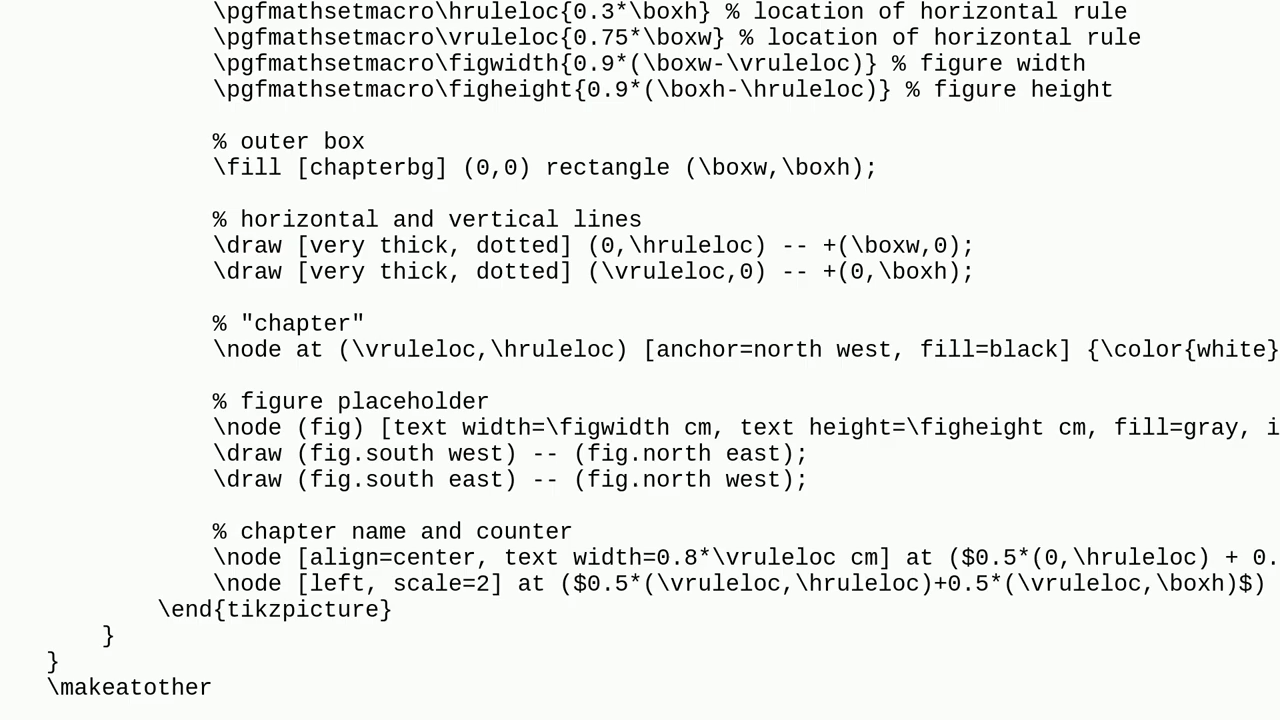 \pgfmathsetmacro\hruleloc{0.3*\boxh} % location of horizontal rule
\pgfmathsetmacro\vruleloc{0.75*\boxw} % location of horizontal rule
\pgfmathsetmacro\figwidth{0.9*(\boxw-\vruleloc)} % figure width
\pgfmathsetmacro\figheight{0.9*(\boxh-\hruleloc)} % figure height
% outer box
\fill [chapterbg] (0,0) rectangle (\boxw,\boxh);
% horizontal and vertical lines
\draw [very thick, dotted] (0,\hruleloc) -- +(\boxw,0);
\draw [very thick, dotted] (\vruleloc,0) -- +(0,\boxh);
% "chapter"
\node at (\vruleloc,\hruleloc) [anchor=north west, fill=black] {\color{white}
% figure placeholder
\node (fig) [text width=\figwidth cm, text height=\figheight cm, fill=gray, i
\draw (fig.south west) -- (fig.north east);
\draw (fig.south east) -- (fig.north west);
% chapter name and counter
\node [align=center, text width=0.8*\vruleloc cm] at ($0.5*(0,\hruleloc) + 0.
\node [left, scale=2] at ($0.5*(\vruleloc,\hruleloc)+0.5*(\vruleloc,\boxh)$)
\end{tikzpicture}
}
}
\makeatother